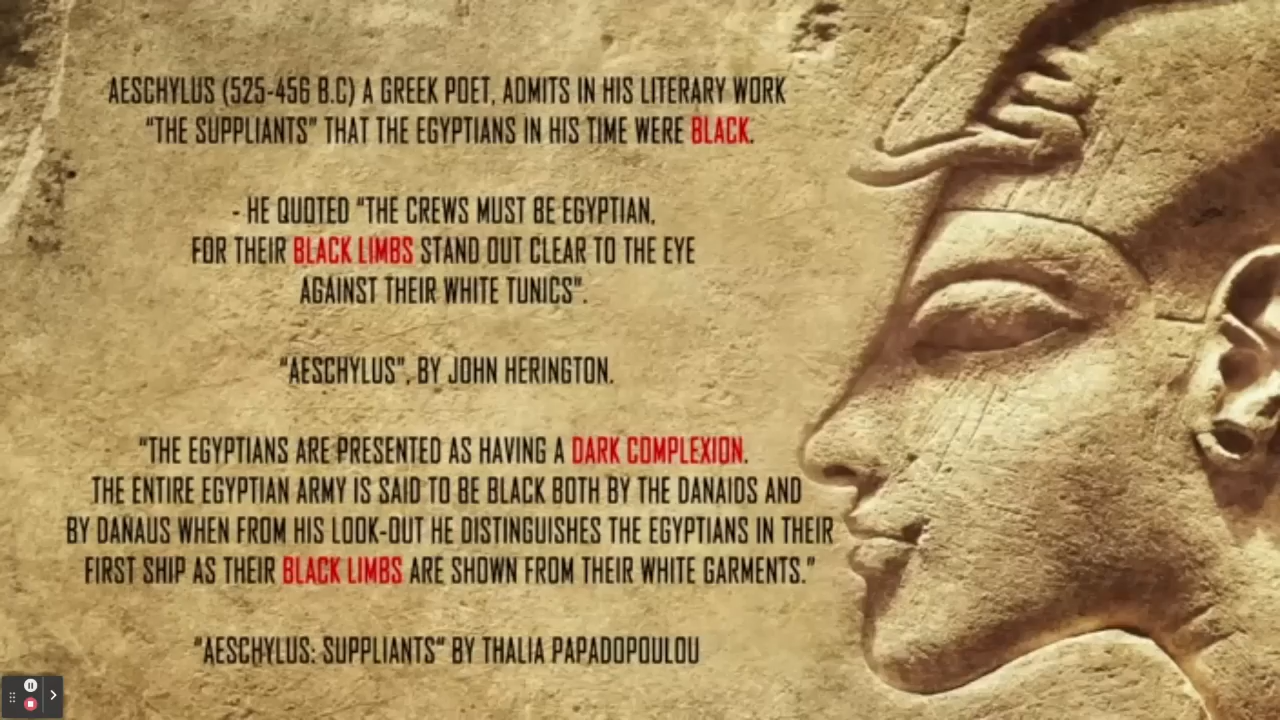 AESCHYLUS (525-456 B.C) A GREEK POET, ADMITS IN HIS LITERARY WORK
"THE SUPPLIANTS" THAT THE EGYPTIANS IN HIS TIME WERE BLACK.
- HE QUOTED "THE CREWS MUST BE EGYPTIAN,
FOR THEIR BLACK LIMBS STAND OUT CLEAR TO THE EYE
AGAINST THEIR WHITE TUNICS".
"AESCHYLUS", BY JOHN HERINGTON.
"THE EGYPTIANS ARE PRESENTED AS HAVING A DARK COMPLEXION.
THE ENTIRE EGYPTIAN ARMY IS SAID TO BE BLACK BOTH BY THE DANAIDS AND
BY DANAUS WHEN FROM HIS LOOK-OUT HE DISTINGUISHES THE EGYPTIANS IN THEIR
FIRST SHIP AS THEIR BLACK LIMBS ARE SHOWN FROM THEIR WHITE GARMENTS."
"AESCHYLUS: SUPPLIANTS" BY THALIA PAPADOPOULOU